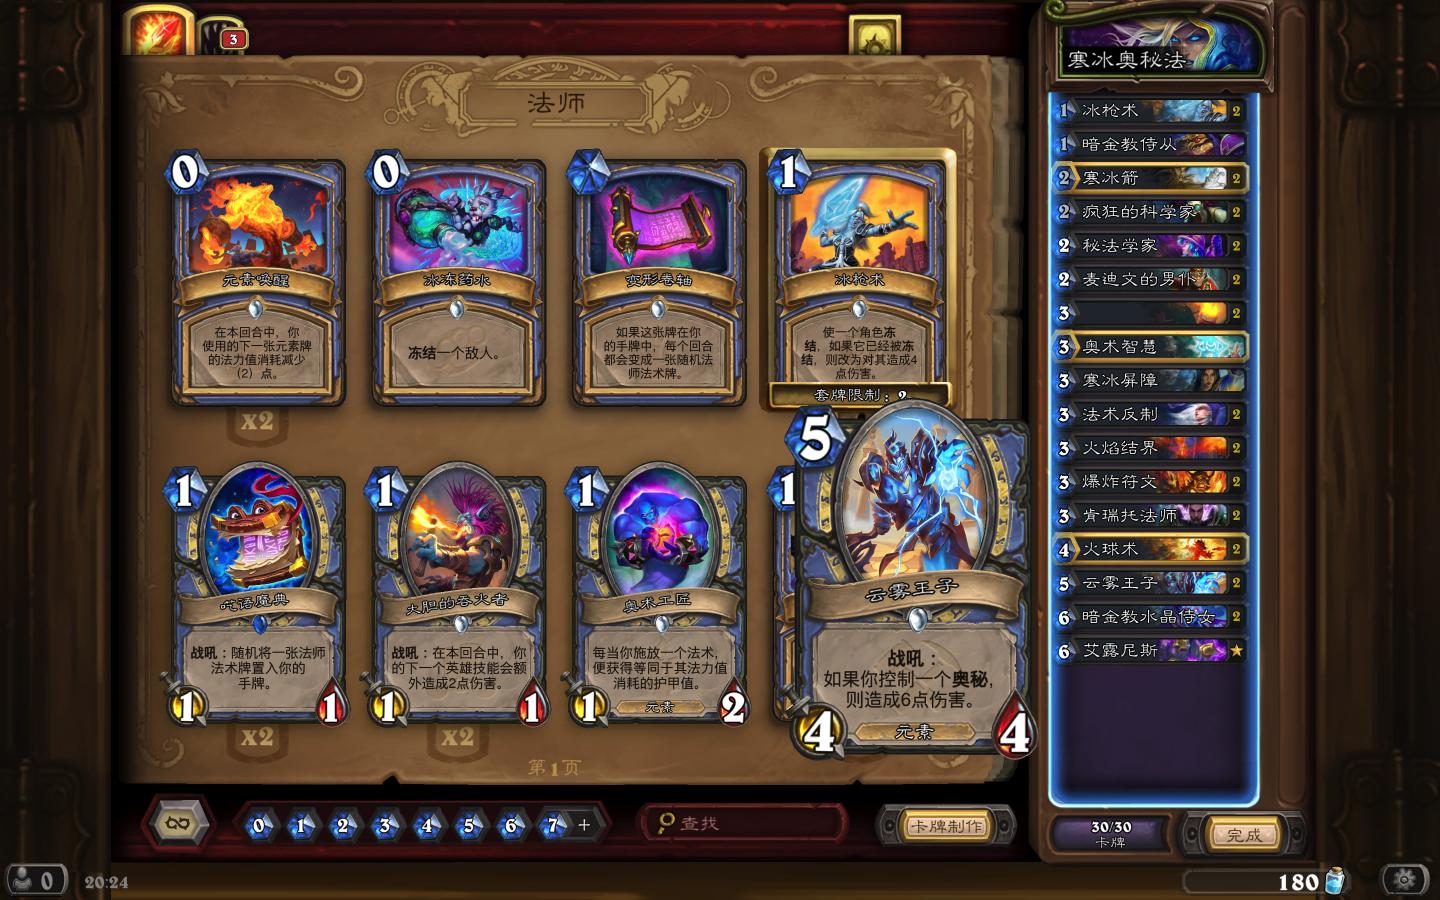 3
法师
0
元素唤醒
在本回合中，你
使用的下一张元素牌
的法力值消耗减少
（2）点。
x2
0
冰冻药水
冻结一个敌人。
变形卷轴
如果这张牌在你
的手牌中，每个回合
都会变成一张随机法
师法术牌。
1
冰枪术
使一个角色冻
结，如果它已经被冻
结，则改为对其造成4
点伤害。
套牌限制：2
1
呓语魔典
战吼：随机将一张法师
法术牌置入你的
手牌。
1
1
x2
1
大胆的吞火者
战吼：在本回合中，你
的下一个英雄技能会额
外造成2点伤害。
1
1
x2
1
奥术工匠
每当你施放一个法术，
便获得等同于其法力值
消耗的护甲值。
元素
1
2
1
5
云雾王子
战吼：
如果你控制一个奥秘，
则造成6点伤害。
元素
4
4
第1页
0
1
2
3
4
5
6
7 +
查找
卡牌制作
寒冰奥秘法
1 冰枪术 2
1 暗金教侍从 2
2 寒冰箭 2
2 疯狂的科学家 2
2 秘法学家 2
2 麦迪文的男仆 2
3 2
3 奥术智慧 2
3 寒冰屏障 2
3 法术反制 2
3 火焰结界 2
3 爆炸符文 2
3 肯瑞托法师 2
4 火球术 2
5 云雾王子 2
6 暗金教水晶侍女 2
6 艾露尼斯
30/30
卡牌
完成
0
20:24
180